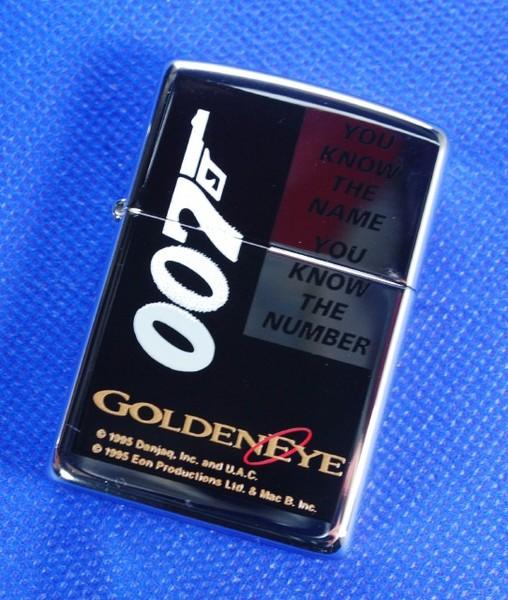 007
YOU
KNOW
THE
NAME
YOU
KNOW
THE
NUMBER
GOLDENEYE
© 1995 Danjaq, Inc. and U.A.C.
© 1995 Eon Productions Ltd. & Mac B. Inc.